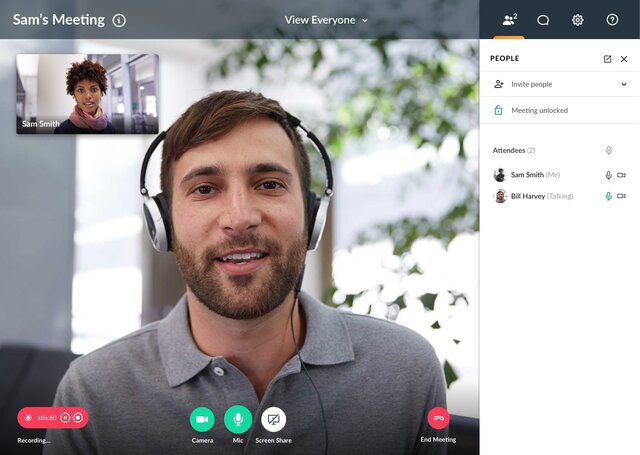 Sam's Meeting
View Everyone
2
PEOPLE
Invite people
Meeting unlocked
Attendees (2)
Sam Smith (Me)
Bill Harvey (Talking)
Sam Smith
186:60
Recording...
Camera
Mic
Screen Share
End Meeting